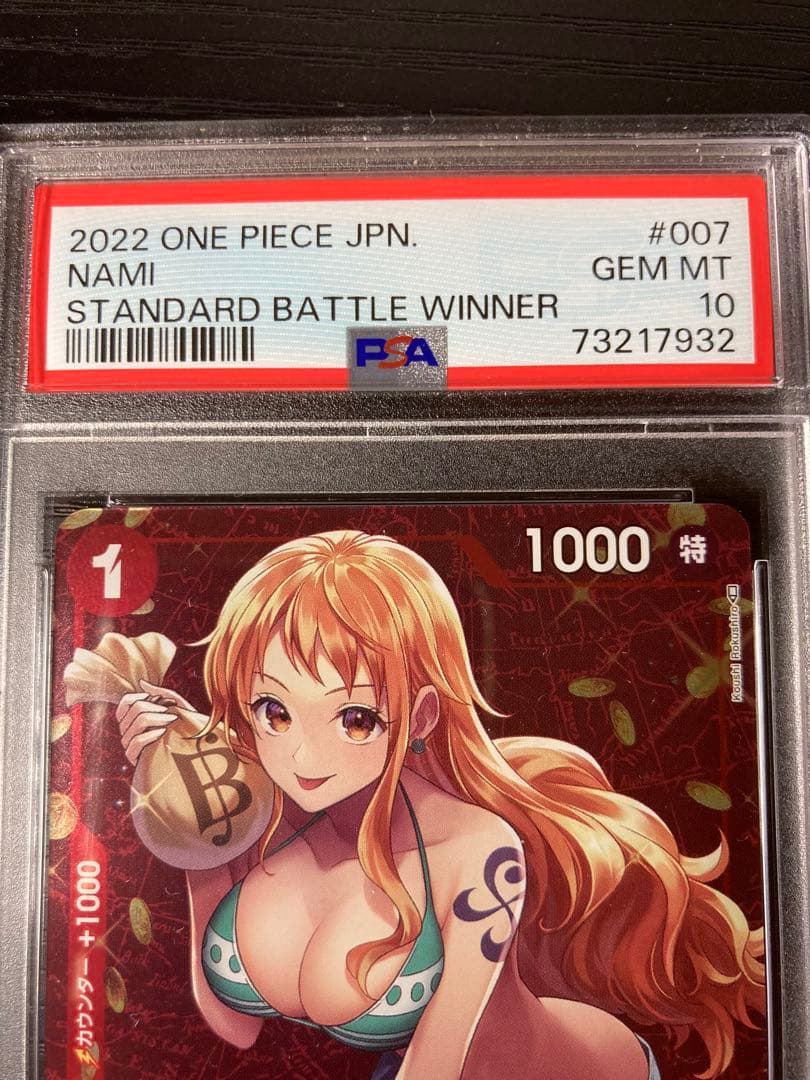 2022 ONE PIECE JPN. #007
NAMI GEM MT
STANDARD BATTLE WINNER 10
73217932
PSA
1
1000 特
Koushi Rokushiro
B
カウンター +1000